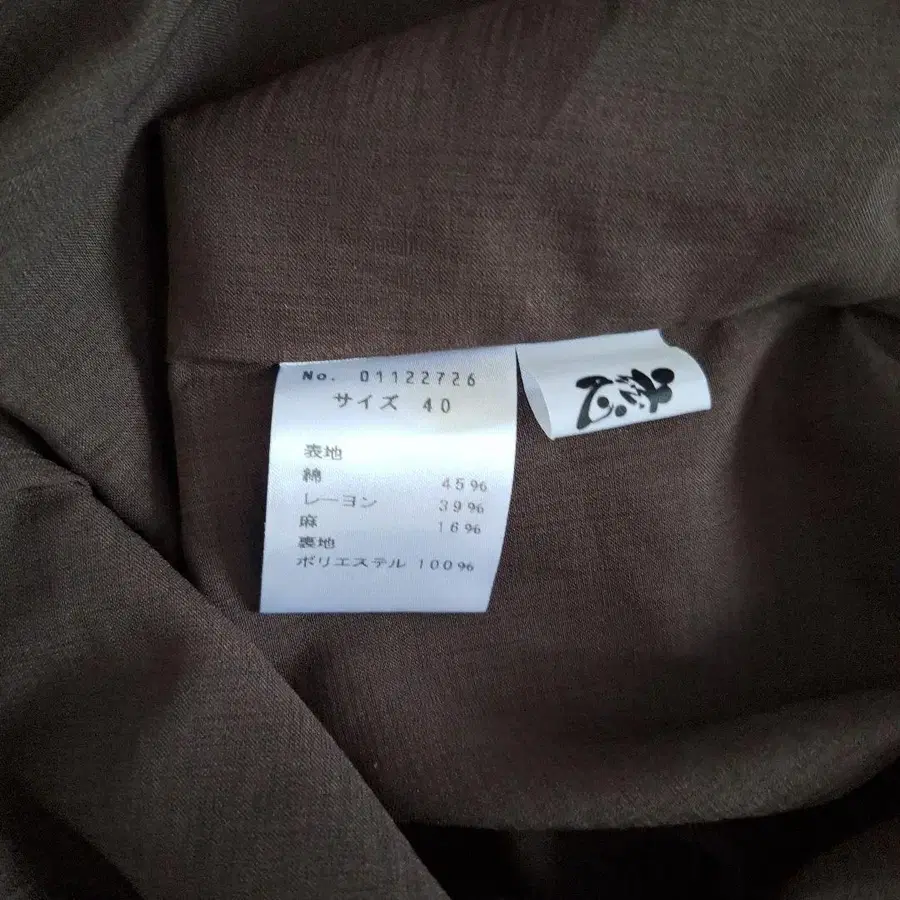 No. 01122726
サイズ 40
表地
綿 45%
レーヨン 39%
麻 16%
裏地
ポリエステル 100%